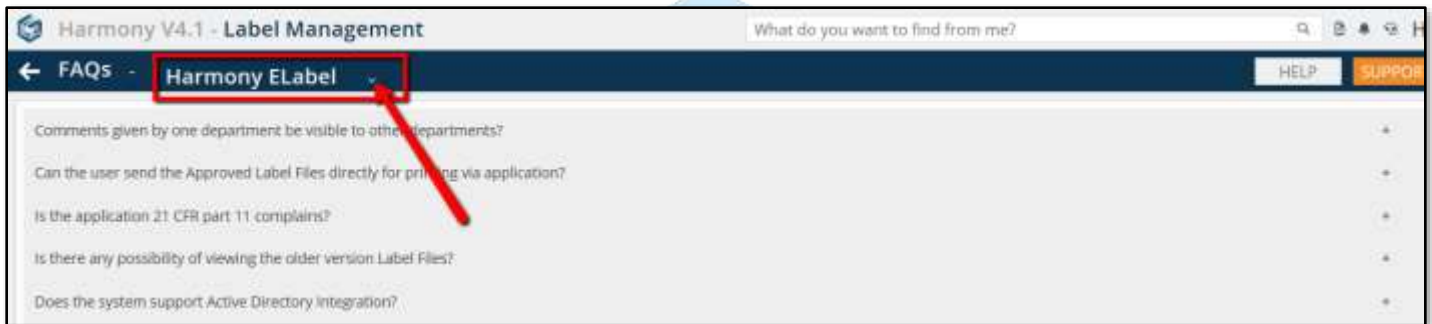 Harmony V4.1 - Label Management
What do you want to find from me?
H
FAQs -
Harmony ELabel
HELP
SUPPOR
Comments given by one department be visible to other departments?
Can the user send the Approved Label Files directly for printing via application?
Is the application 21 CFR part 11 complains?
Is there any possibility of viewing the older version Label Files?
Does the system support Active Directory Integration?